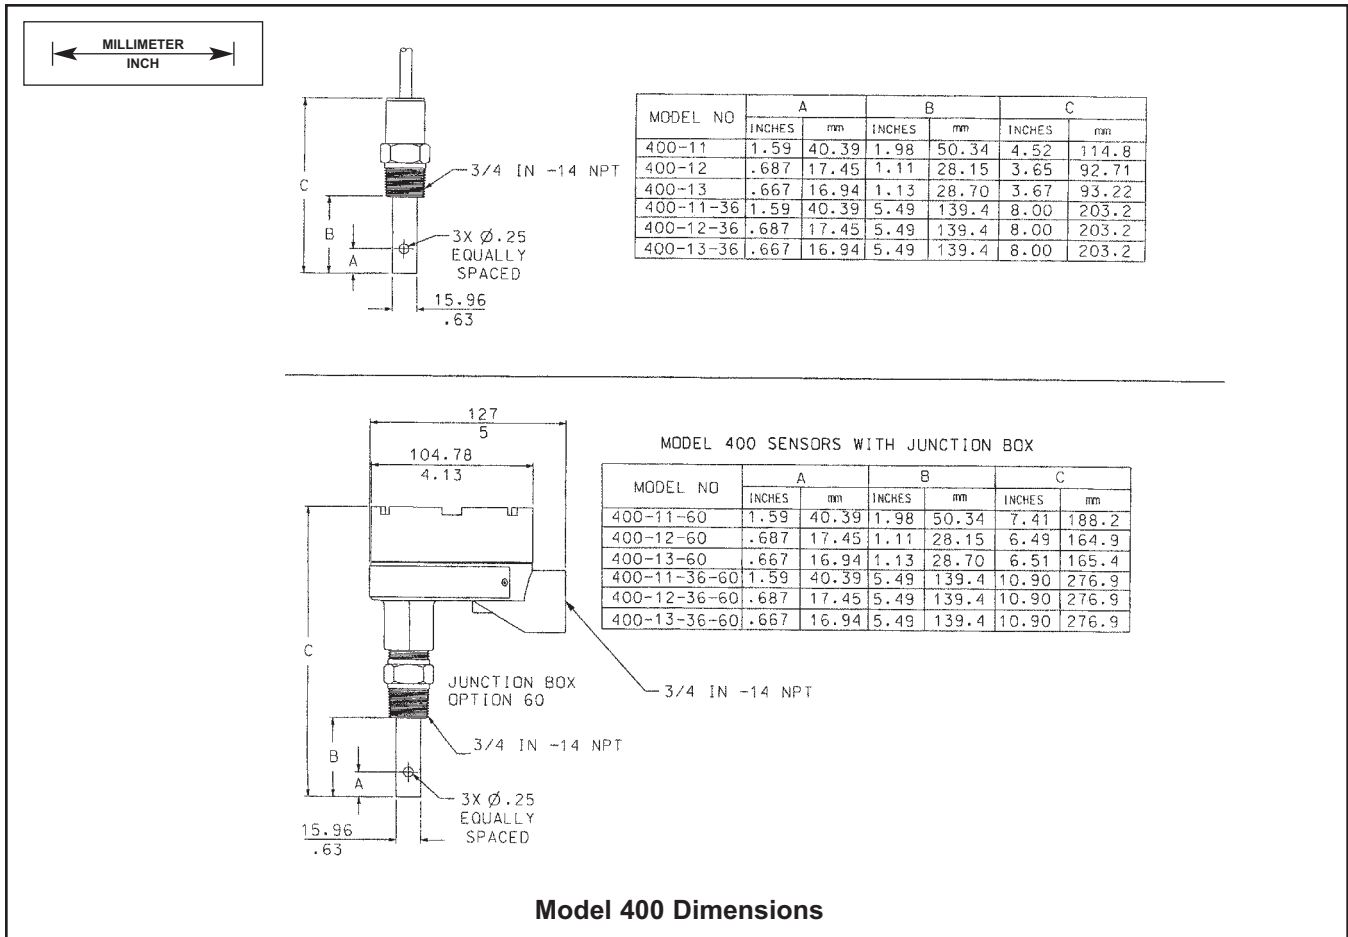 MILLIMETER
INCH
MODEL NO A B C
INCHES mm INCHES mm INCHES mm
400-11 1.59 40.39 1.98 50.34 4.52 114.8
400-12 .687 17.45 1.11 28.15 3.65 92.71
400-13 .667 16.94 1.13 28.70 3.67 93.22
400-11-36 1.59 40.39 5.49 139.4 8.00 203.2
400-12-36 .687 17.45 5.49 139.4 8.00 203.2
400-13-36 .667 16.94 5.49 139.4 8.00 203.2
3/4 IN -14 NPT
C
B
A
3X Ø.25
EQUALLY
SPACED
15.96
.63
127
5
104.78
4.13
MODEL 400 SENSORS WITH JUNCTION BOX
MODEL NO A B C
INCHES mm INCHES mm INCHES mm
400-11-60 1.59 40.39 1.98 50.34 7.41 188.2
400-12-60 .687 17.45 1.11 28.15 6.49 164.9
400-13-60 .667 16.94 1.13 28.70 6.51 165.4
400-11-36-60 1.59 40.39 5.49 139.4 10.90 276.9
400-12-36-60 .687 17.45 5.49 139.4 10.90 276.9
400-13-36-60 .667 16.94 5.49 139.4 10.90 276.9
C
JUNCTION BOX
OPTION 60
3/4 IN -14 NPT
3/4 IN -14 NPT
B
A
3X Ø.25
EQUALLY
SPACED
15.96
.63
Model 400 Dimensions